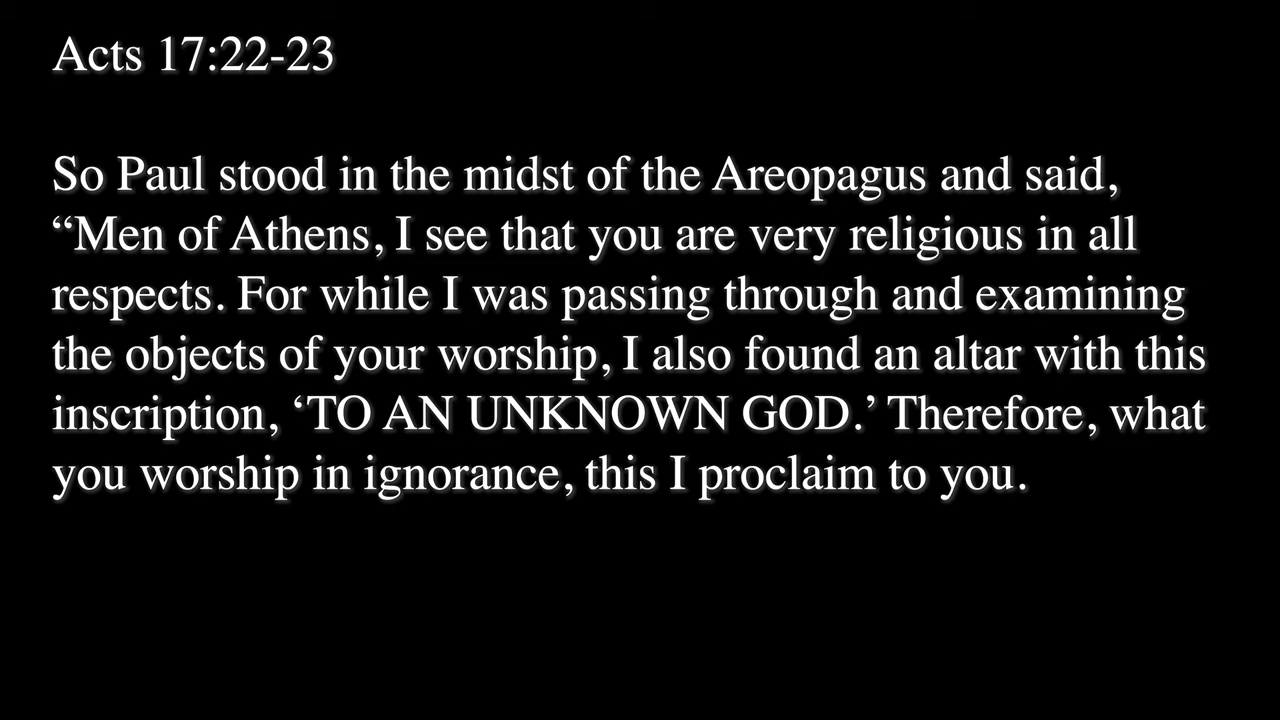 Acts 17:22-23
So Paul stood in the midst of the Areopagus and said,
“Men of Athens, I see that you are very religious in all
respects. For while I was passing through and examining
the objects of your worship, I also found an altar with this
inscription, ‘TO AN UNKNOWN GOD.’ Therefore, what
you worship in ignorance, this I proclaim to you.